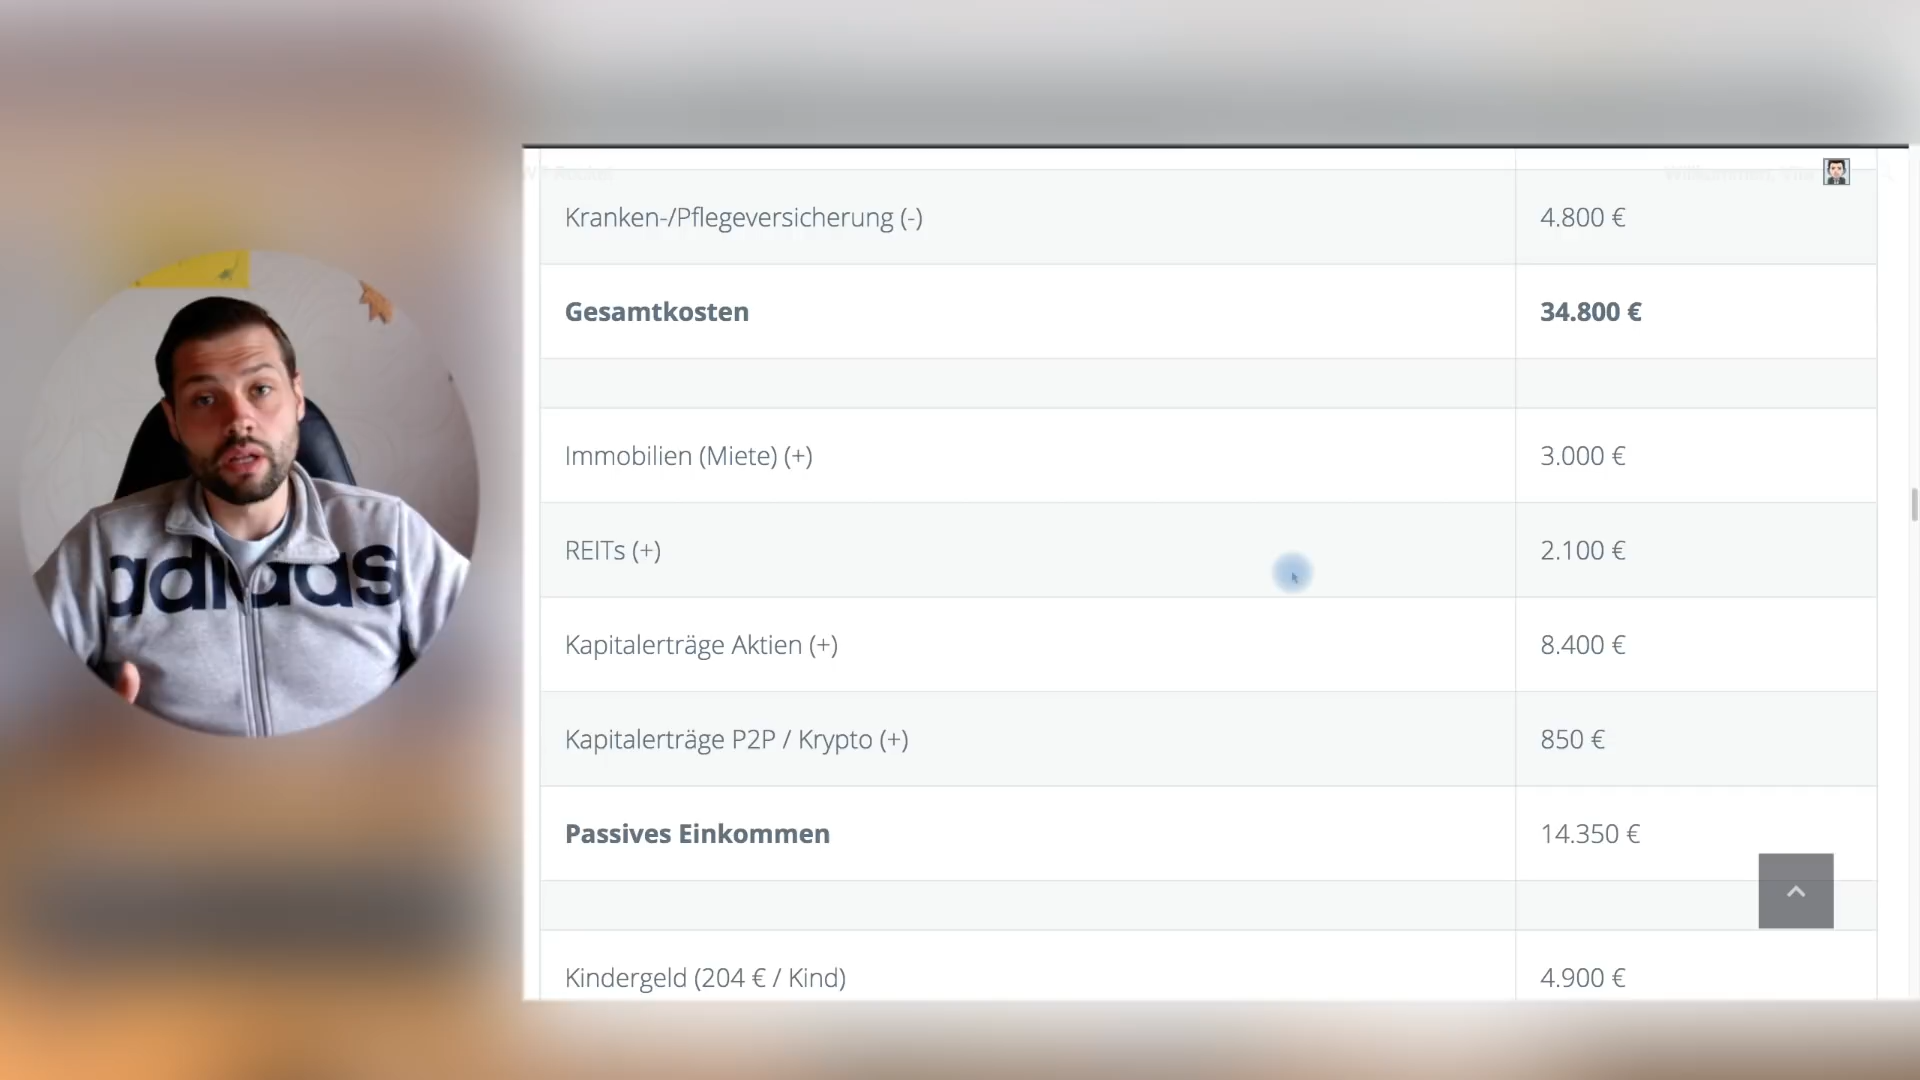 Kranken-/Pflegeversicherung (-) 4.800 €
Gesamtkosten 34.800 €
Immobilien (Miete) (+) 3.000 €
REITs (+) 2.100 €
Kapitalerträge Aktien (+) 8.400 €
Kapitalerträge P2P / Krypto (+) 850 €
Passives Einkommen 14.350 €
Kindergeld (204 € / Kind) 4.900 €
adidas